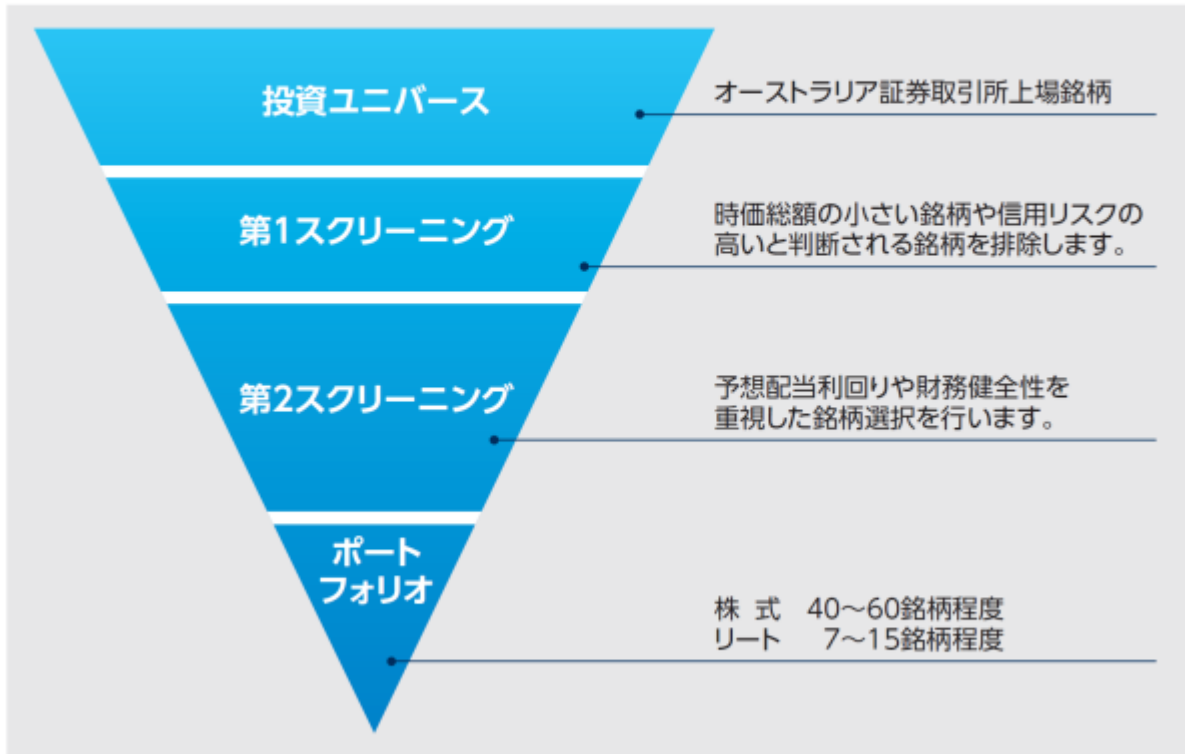 投資ユニバース
オーストラリア証券取引所上場銘柄
第1スクリーニング
時価総額の小さい銘柄や信用リスクの
高いと判断される銘柄を排除します。
第2スクリーニング
予想配当利回りや財務健全性を
重視した銘柄選択を行います。
ポート
フォリオ
株 式 40～60銘柄程度
リート 7～15銘柄程度